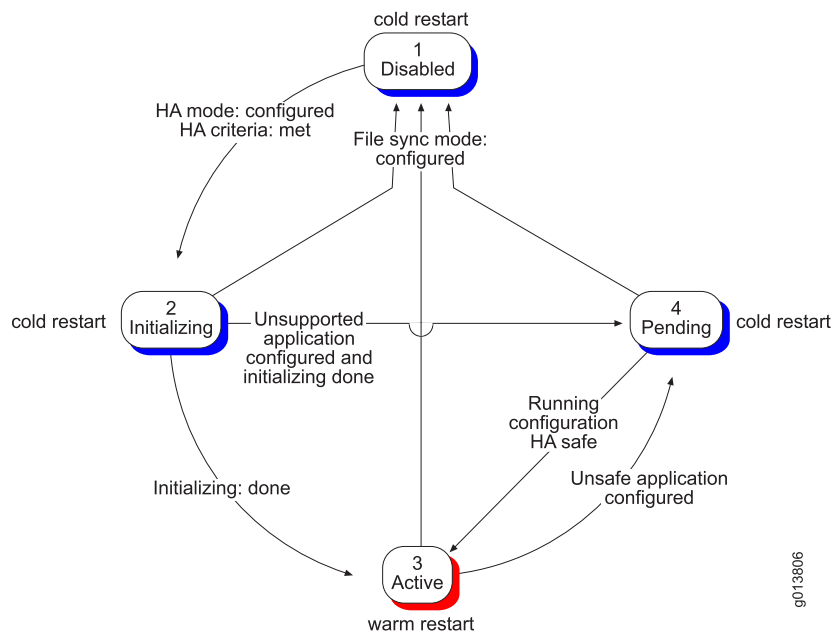 cold restart
1
Disabled
HA mode: configured
HA criteria: met
File sync mode:
configured
2
Initializing
cold restart
Unsupported
application
configured and
initializing done
4
Pending
cold restart
Running
configuration
HA safe
Unsafe application
configured
Initializing: done
3
Active
warm restart
g013806